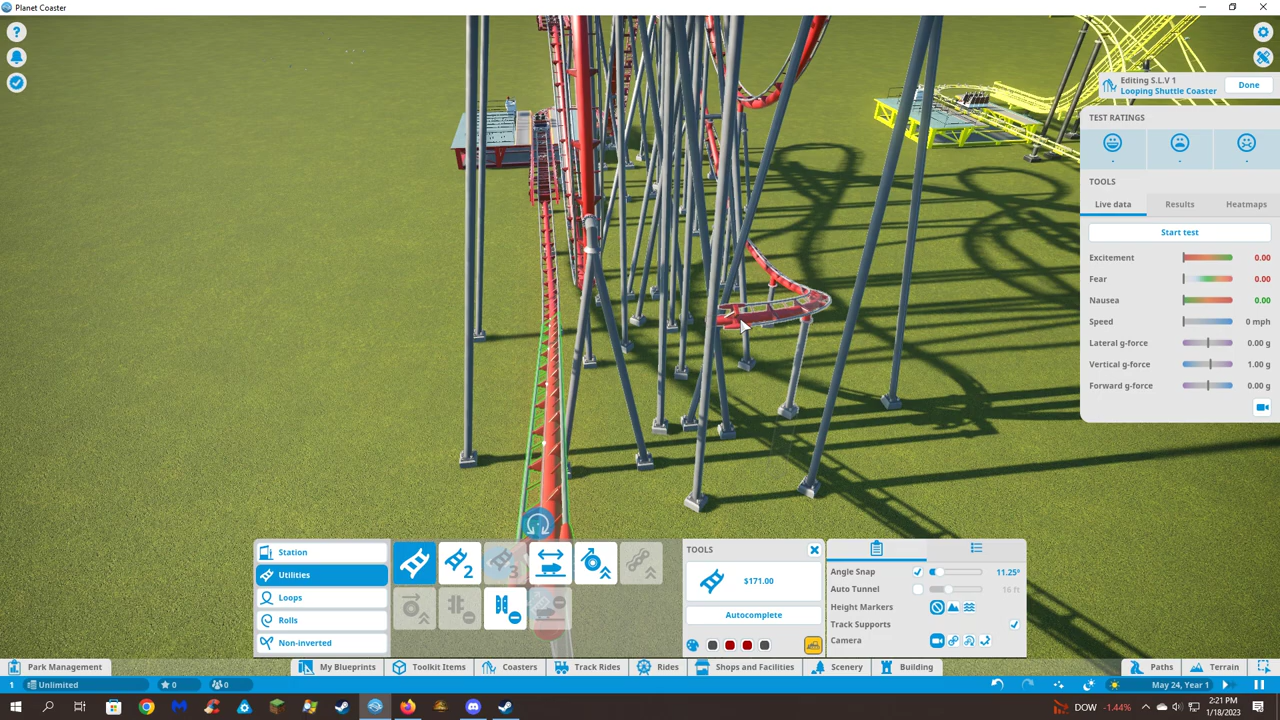 Planet Coaster
Editing S.L.V 1
Looping Shuttle Coaster
Done
TEST RATINGS
- - -
TOOLS
Live data Results Heatmaps
Start test
Excitement 0.00
Fear 0.00
Nausea 0.00
Speed 0 mph
Lateral g-force 0.00 g
Vertical g-force 1.00 g
Forward g-force 0.00 g
Station
Utilities
Loops
Rolls
Non-inverted
2
3
TOOLS
$171.00
Autocomplete
Angle Snap 11.25°
Auto Tunnel 16 ft
Height Markers
Track Supports
Camera
Park Management My Blueprints Toolkit Items Coasters Track Rides Rides Shops and Facilities Scenery Building Paths Terrain
1 Unlimited 0 0 May 24, Year 1
DOW -1.44% 2:21 PM
1/18/2023